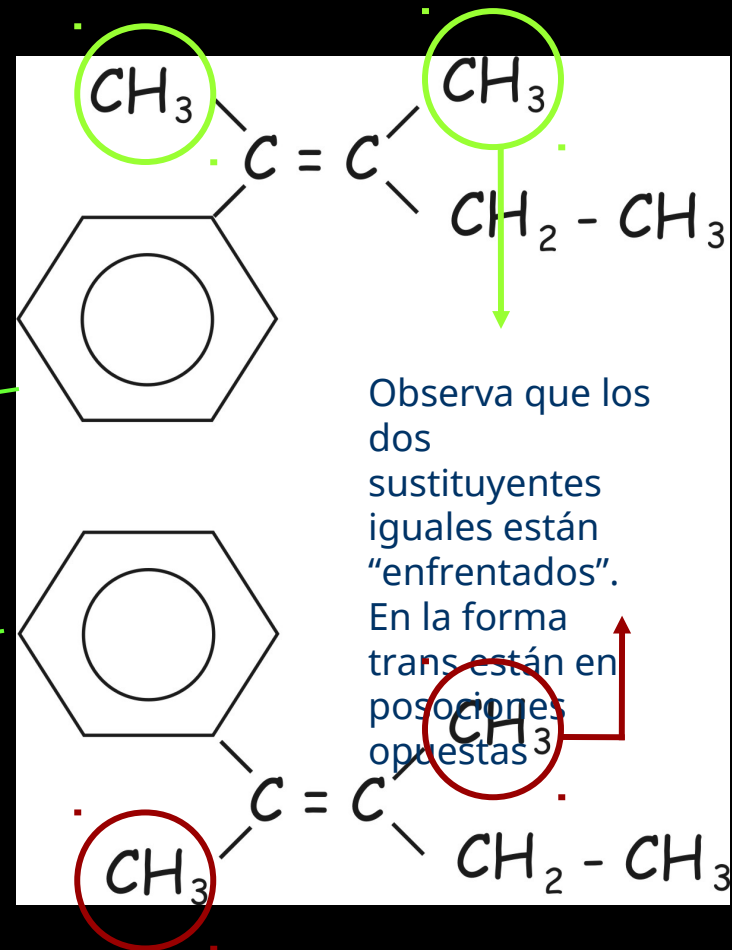 CH3 CH3
C = C
CH2 - CH3
Observa que los
dos
sustituyentes
iguales están
“enfrentados”.
En la forma
trans están en
posociones
opuestas
CH3
C = C
CH3
CH2 - CH3